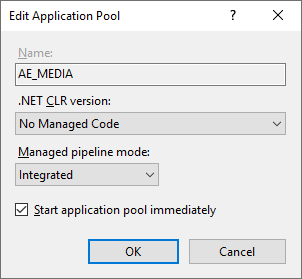 Edit Application Pool
Name:
AE_MEDIA
.NET CLR version:
No Managed Code
Managed pipeline mode:
Integrated
Start application pool immediately
OK Cancel